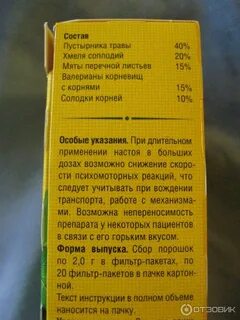 Состав
Пустырника травы 40%
Хмеля соплодий 20%
Мяты перечной листьев 15%
Валерианы корневищ
с корнями 15%
Солодки корней 10%
Особые указания. При длительном
применении настоя в больших
дозах возможно снижение скоро-
сти психомоторных реакций, что
следует учитывать при вождении
транспорта, работе с механизма-
ми. Возможна непереносимость
препарата у некоторых пациентов
в связи с его горьким вкусом.
Форма выпуска. Сбор порошок
по 2,0 г в фильтр-пакетах, по
20 фильтр-пакетов в пачке картон-
ной.
Текст инструкции в полном объеме
наносится на пачку.
ОТЗОВИК